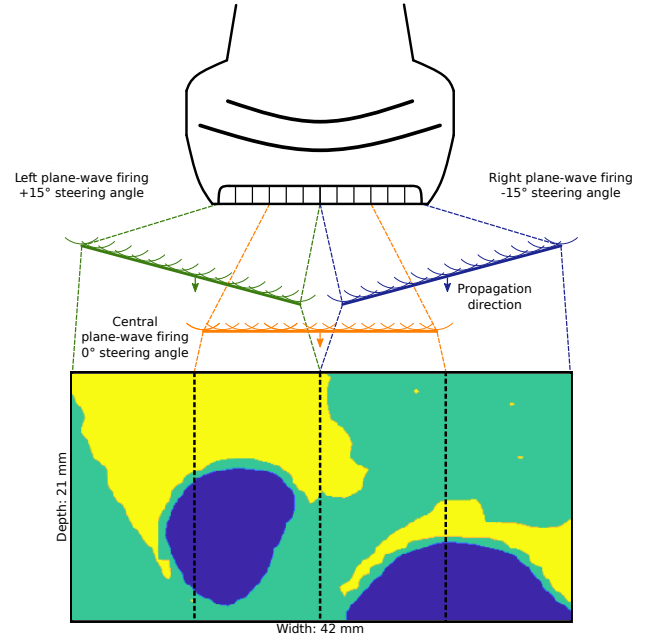 Left plane-wave firing
+15° steering angle
Right plane-wave firing
-15° steering angle
Propagation
direction
Central
plane-wave firing
0° steering angle
Depth: 21 mm
Width: 42 mm